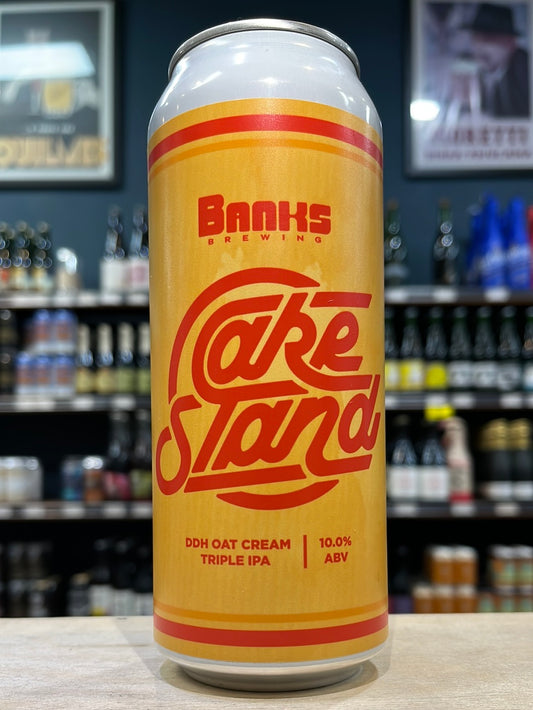 BANKS
BREWING
Cake
Stand
DDH OAT CREAM
TRIPLE IPA
10.0%
ABV